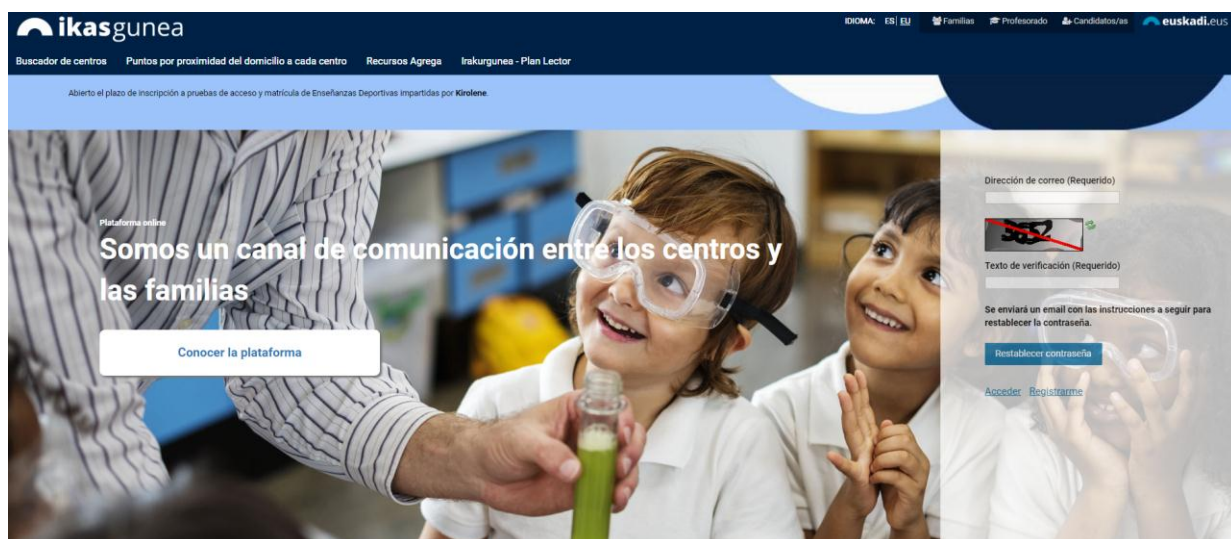 ikasgunea
IDIOMA: ES| EU Familias Profesorado Candidatos/as euskadi.eus
Buscador de centros Puntos por proximidad del domicilio a cada centro Recursos Agrega Irakurgunea - Plan Lector
Abierto el plazo de inscripción a pruebas de acceso y matrícula de Enseñanzas Deportivas impartidas por Kirolene.
Plataforma online
Somos un canal de comunicación entre los centros y
las familias
Conocer la plataforma
Dirección de correo (Requerido)
Texto de verificación (Requerido)
Se enviará un email con las instrucciones a seguir para
restablecer la contraseña.
Restablecer contraseña
Acceder Registrarme